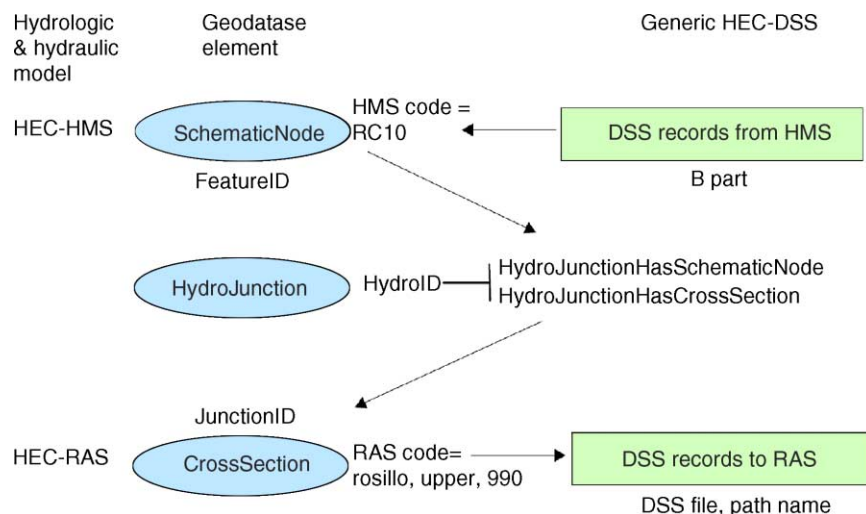 Hydrologic
& hydraulic
model
Geodatase
element
Generic HEC-DSS
HEC-HMS
SchematicNode
HMS code =
RC10
DSS records from HMS
FeatureID
B part
HydroJunction
HydroID
HydroJunctionHasSchematicNode
HydroJunctionHasCrossSection
JunctionID
HEC-RAS
CrossSection
RAS code=
rosillo, upper, 990
DSS records to RAS
DSS file, path name